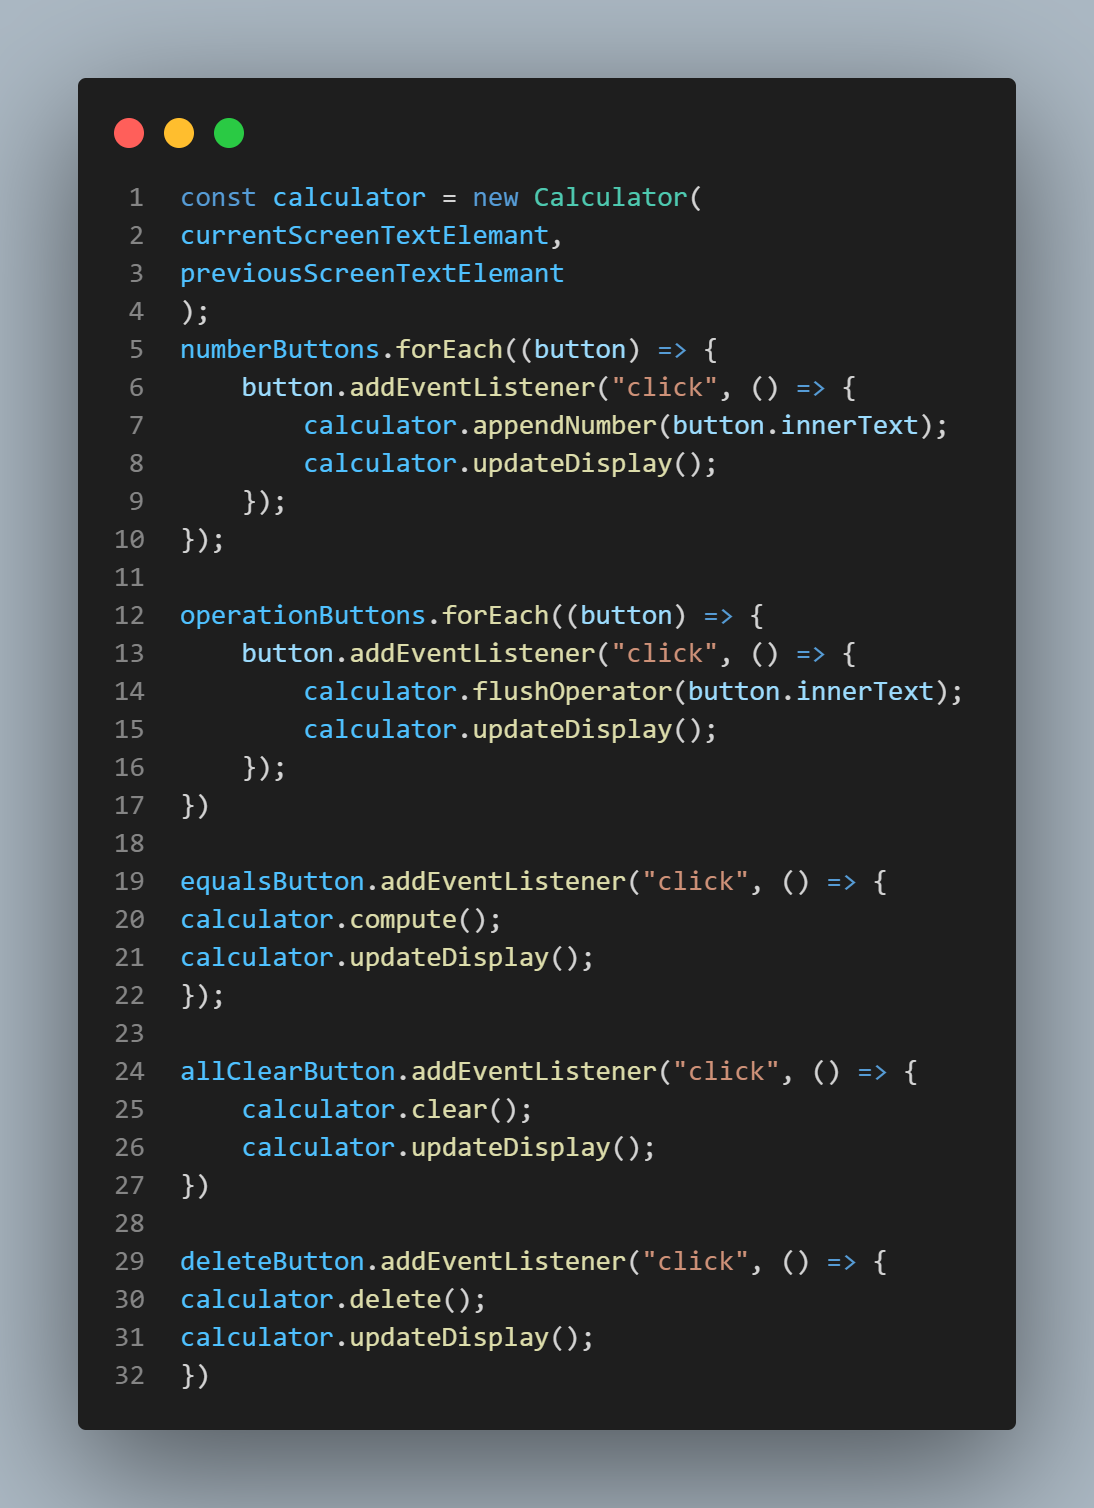 1 const calculator = new Calculator(
2 currentScreenTextElemant,
3 previousScreenTextElemant
4 );
5 numberButtons.forEach((button) => {
6     button.addEventListener("click", () => {
7         calculator.appendNumber(button.innerText);
8         calculator.updateDisplay();
9     });
10 });
11
12 operationButtons.forEach((button) => {
13     button.addEventListener("click", () => {
14         calculator.flushOperator(button.innerText);
15         calculator.updateDisplay();
16     });
17 })
18
19 equalsButton.addEventListener("click", () => {
20 calculator.compute();
21 calculator.updateDisplay();
22 });
23
24 allClearButton.addEventListener("click", () => {
25     calculator.clear();
26     calculator.updateDisplay();
27 })
28
29 deleteButton.addEventListener("click", () => {
30 calculator.delete();
31 calculator.updateDisplay();
32 })